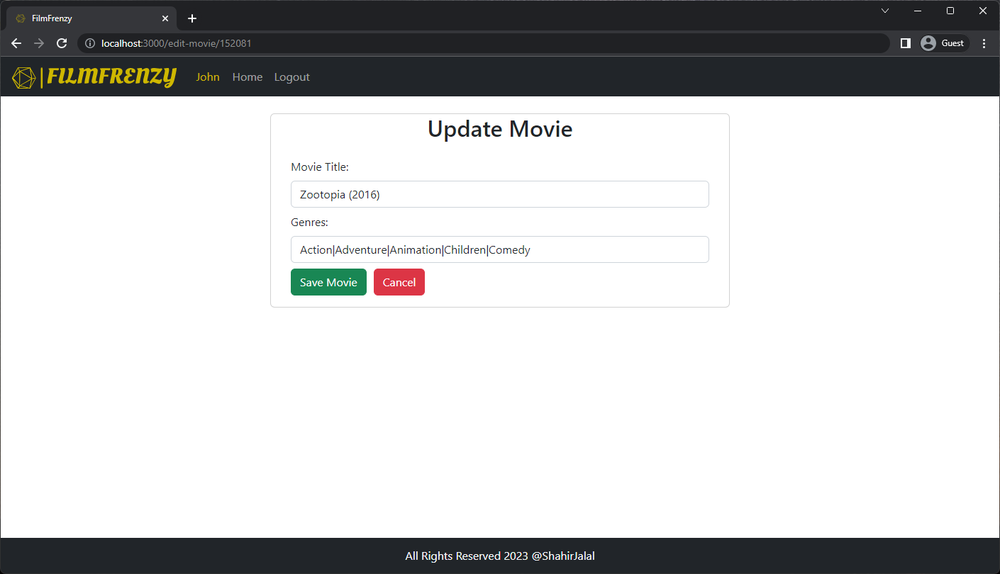 FilmFrenzy
localhost:3000/edit-movie/152081
Guest
FILMFRENZY John Home Logout
Update Movie
Movie Title:
Zootopia (2016)
Genres:
Action|Adventure|Animation|Children|Comedy
Save Movie Cancel
All Rights Reserved 2023 @ShahirJalal